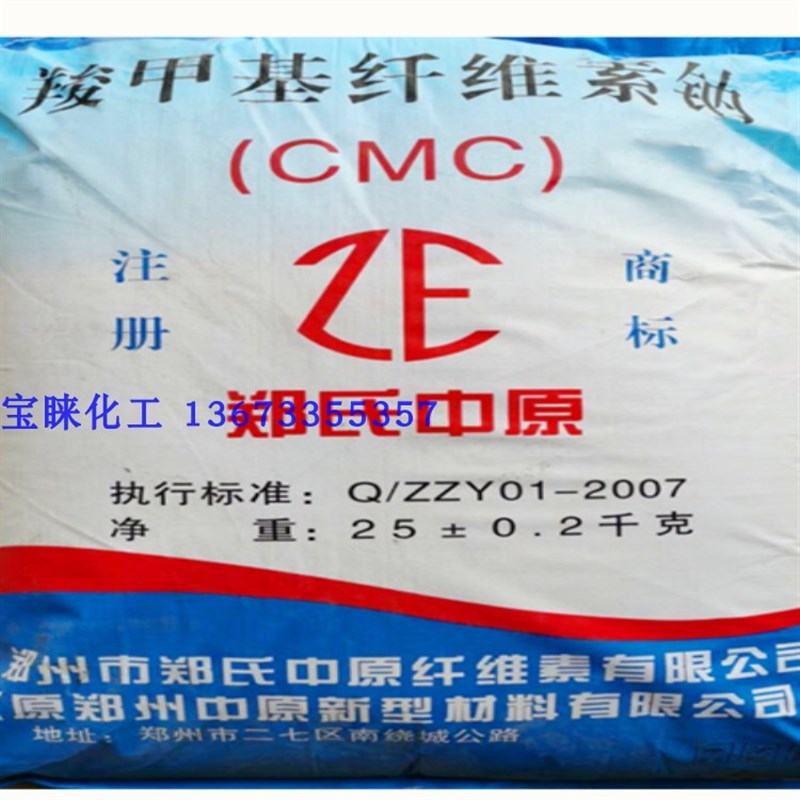 羧甲基纤维素钠
(CMC)
ZE
注册 商标
宝睐化工 13673355357
郑氏中原
执行标准：Q/ZZY01-2007
净 重：25±0.2千克
郑州市郑氏中原纤维素有限公司
原郑州中原新型材料有限公司
地址：郑州市二七区南绕城公路